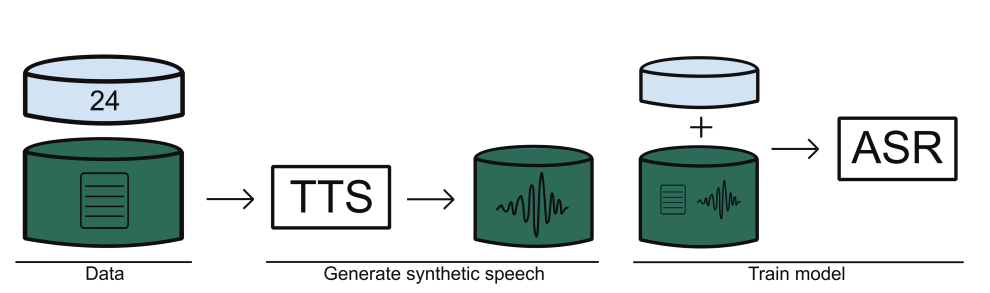 24
TTS
+
ASR
Data
Generate synthetic speech
Train model